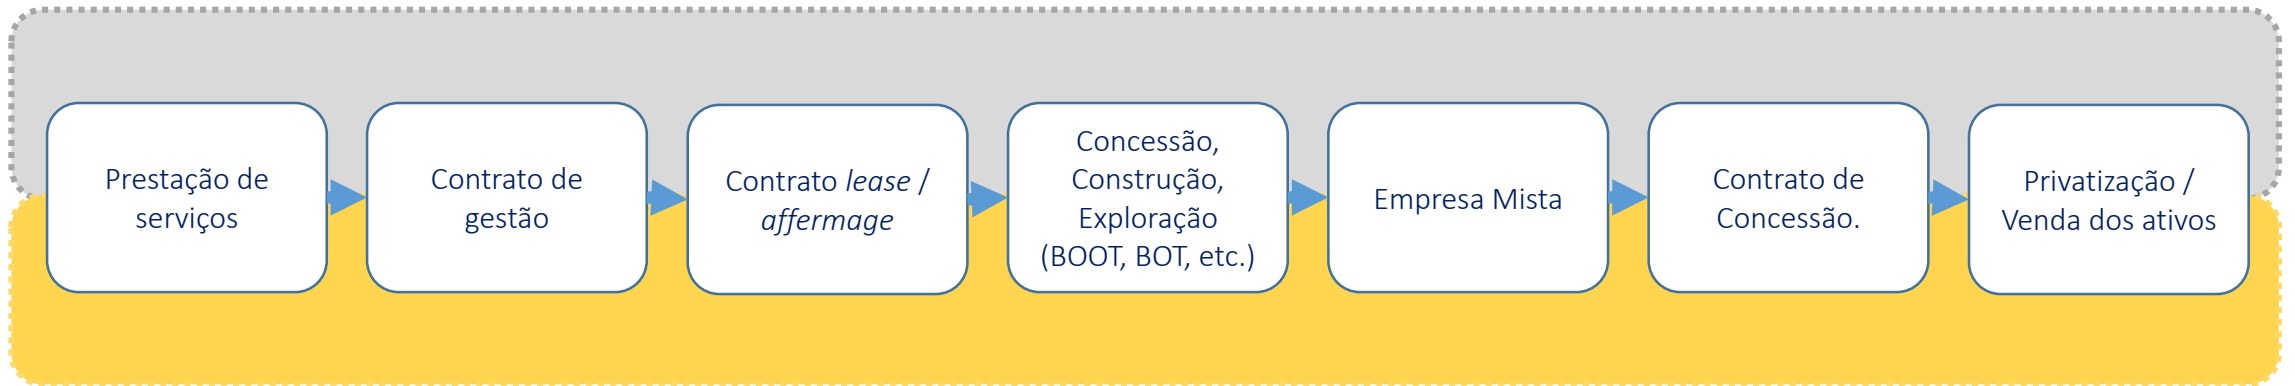 Prestação de
serviços
Contrato de
gestão
Contrato lease /
affermage
Concessão,
Construção,
Exploração
(BOOT, BOT, etc.)
Empresa Mista
Contrato de
Concessão.
Privatização /
Venda dos ativos